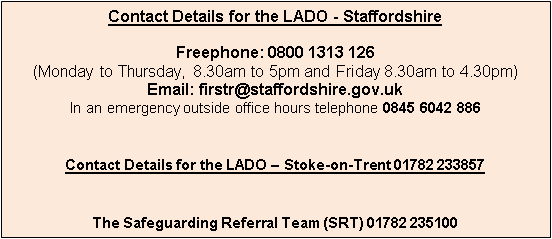 Contact Details for the LADO - Staffordshire
Freephone: 0800 1313 126
(Monday to Thursday, 8.30am to 5pm and Friday 8.30am to 4.30pm)
Email: firstr@staffordshire.gov.uk
In an emergency outside office hours telephone 0845 6042 886
Contact Details for the LADO – Stoke-on-Trent 01782 233857
The Safeguarding Referral Team (SRT) 01782 235100